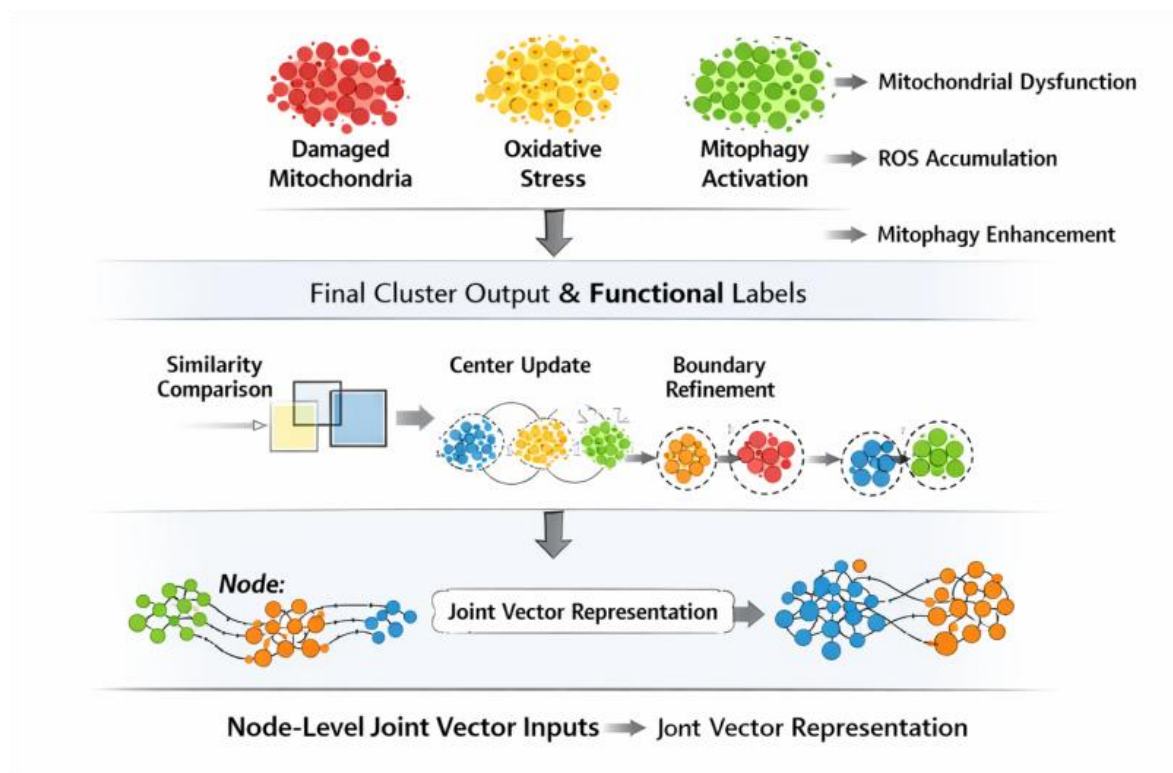 Damaged
Mitochondria
Oxidative
Stress
Mitophagy
Activation
Mitochondrial Dysfunction
ROS Accumulation
Mitophagy Enhancement
Final Cluster Output & Functional Labels
Similarity
Comparison
Center Update
Boundary
Refinement
Node:
Joint Vector Representation
Node-Level Joint Vector Inputs
Jont Vector Representation